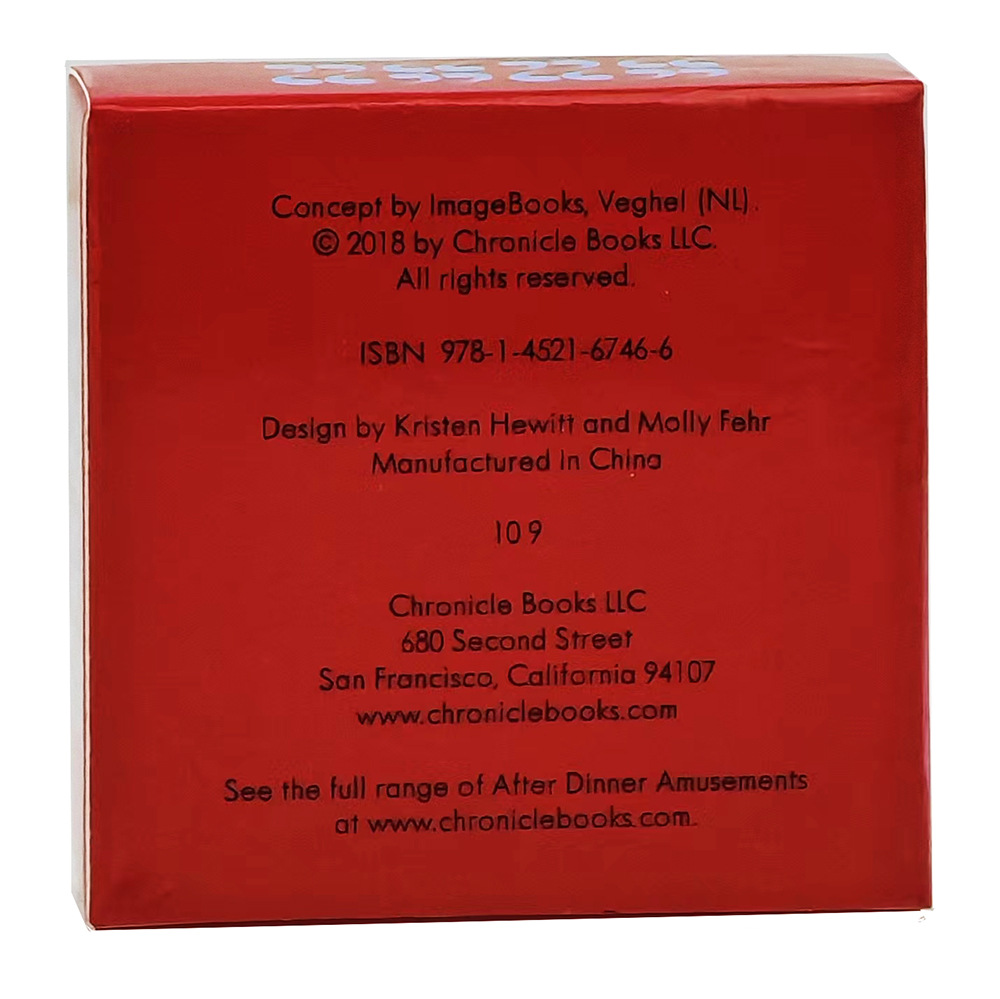 Concept by ImageBooks, Veghel (NL).
© 2018 by Chronicle Books LLC.
All rights reserved.
ISBN 978-1-4521-6746-6
Design by Kristen Hewitt and Molly Fehr
Manufactured in China
10 9
Chronicle Books LLC
680 Second Street
San Francisco, California 94107
www.chroniclebooks.com
See the full range of After Dinner Amusements
at www.chroniclebooks.com.